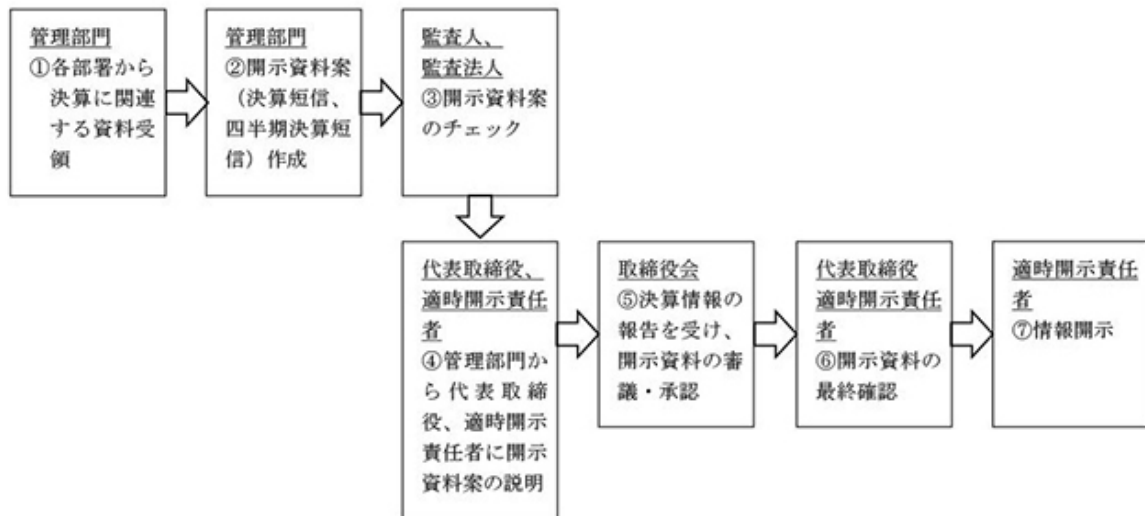 管理部門
①各部署から
決算に関連
する資料受
領
管理部門
②開示資料案
（決算短信、
四半期決算短
信）作成
監査人、
監査法人
③開示資料案
のチェック
代表取締役、
適時開示責任
者
④管理部門か
ら代表取締
役、適時開示
責任者に開示
資料案の説明
取締役会
⑤決算情報の
報告を受け、
開示資料の審
議・承認
代表取締役
適時開示責任
者
⑥開示資料の
最終確認
適時開示責任
者
⑦情報開示